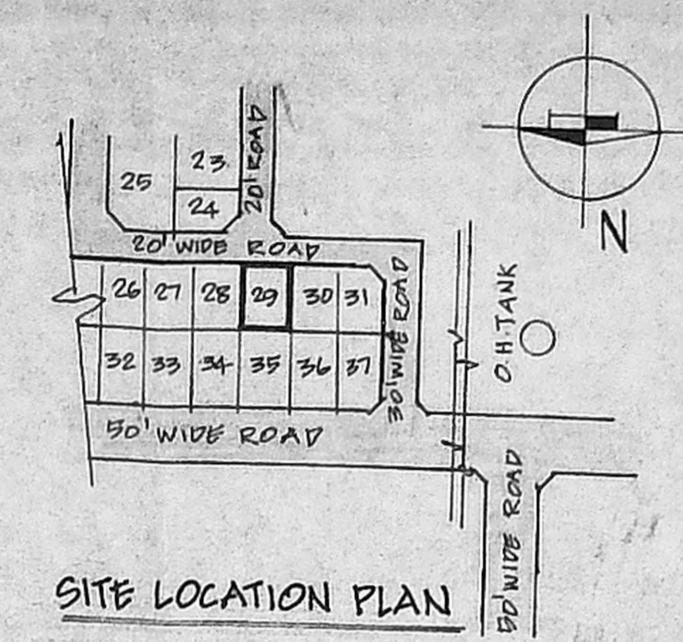 23
20' ROAD
25
24
N
20' WIDE ROAD
26 27 28 29 30 31
30' WIDE ROAD
O.H. TANK
32 33 34 35 36 37
50' WIDE ROAD
50' WIDE ROAD
SITE LOCATION PLAN